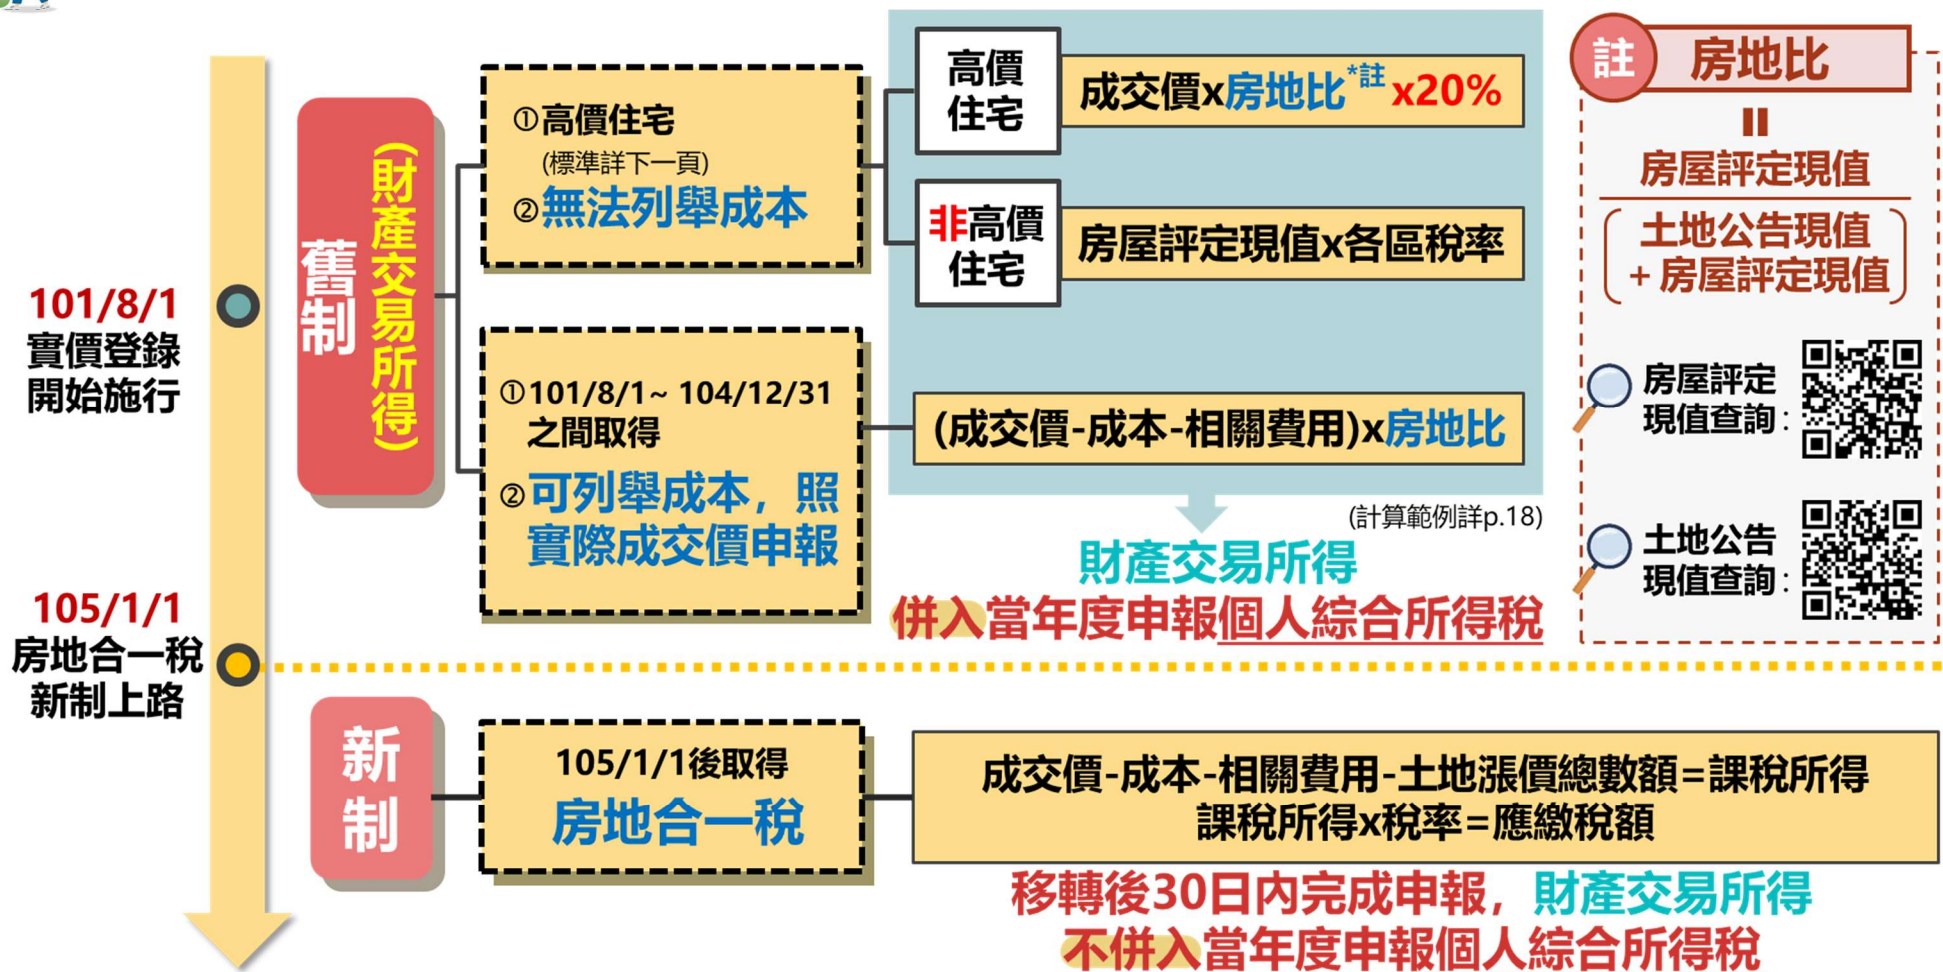 101/8/1
實價登錄
開始施行
105/1/1
房地合一稅
新制上路
舊制
(財產交易所得)
①高價住宅
(標準詳下一頁)
②無法列舉成本
高價
住宅
成交價x房地比*註 x20%
非高價
住宅
房屋評定現值x各區稅率
①101/8/1~ 104/12/31
之間取得
②可列舉成本，照
實際成交價申報
(成交價-成本-相關費用)x房地比
(計算範例詳p.18)
財產交易所得
併入當年度申報個人綜合所得稅
註
房地比
=
房屋評定現值
(土地公告現值
+ 房屋評定現值)
房屋評定
現值查詢：
土地公告
現值查詢：
新制
105/1/1後取得
房地合一稅
成交價-成本-相關費用-土地漲價總數額=課稅所得
課稅所得x稅率=應繳稅額
移轉後30日內完成申報，財產交易所得
不併入當年度申報個人綜合所得稅